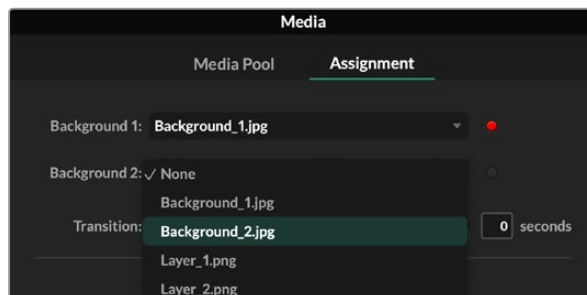 Media
Media Pool Assignment
Background 1: Background_1.jpg
Background 2: ✓ None
Background_1.jpg
Transition: Background_2.jpg 0 seconds
Layer_1.png
Layer_2.png